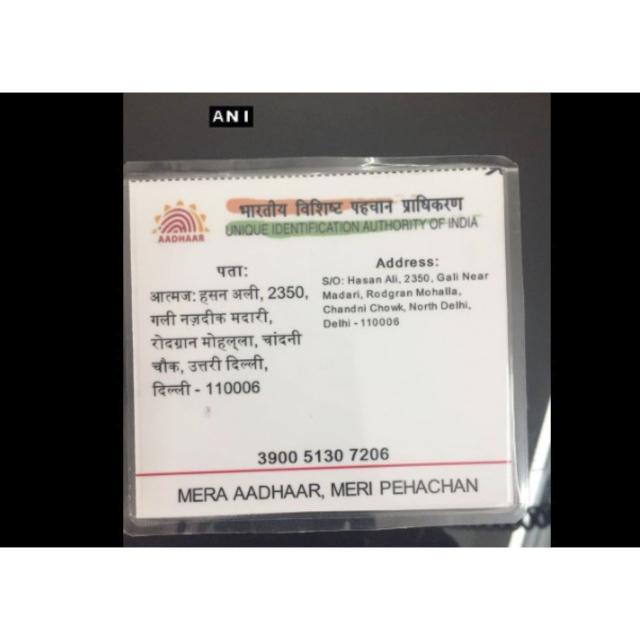 ANI
भारतीय विशिष्ट पहचान प्राधिकरण
UNIQUE IDENTIFICATION AUTHORITY OF INDIA
AADHAAR
पता:
आत्मज: हसन अली, 2350,
गली नज़दीक मदारी,
रोदग्रान मोहल्ला, चांदनी
चौक, उत्तरी दिल्ली,
दिल्ली - 110006
Address:
S/O: Hasan Ali, 2350, Gali Near
Madari, Rodgran Mohalla,
Chandni Chowk, North Delhi,
Delhi - 110006
3900 5130 7206
MERA AADHAAR, MERI PEHACHAN